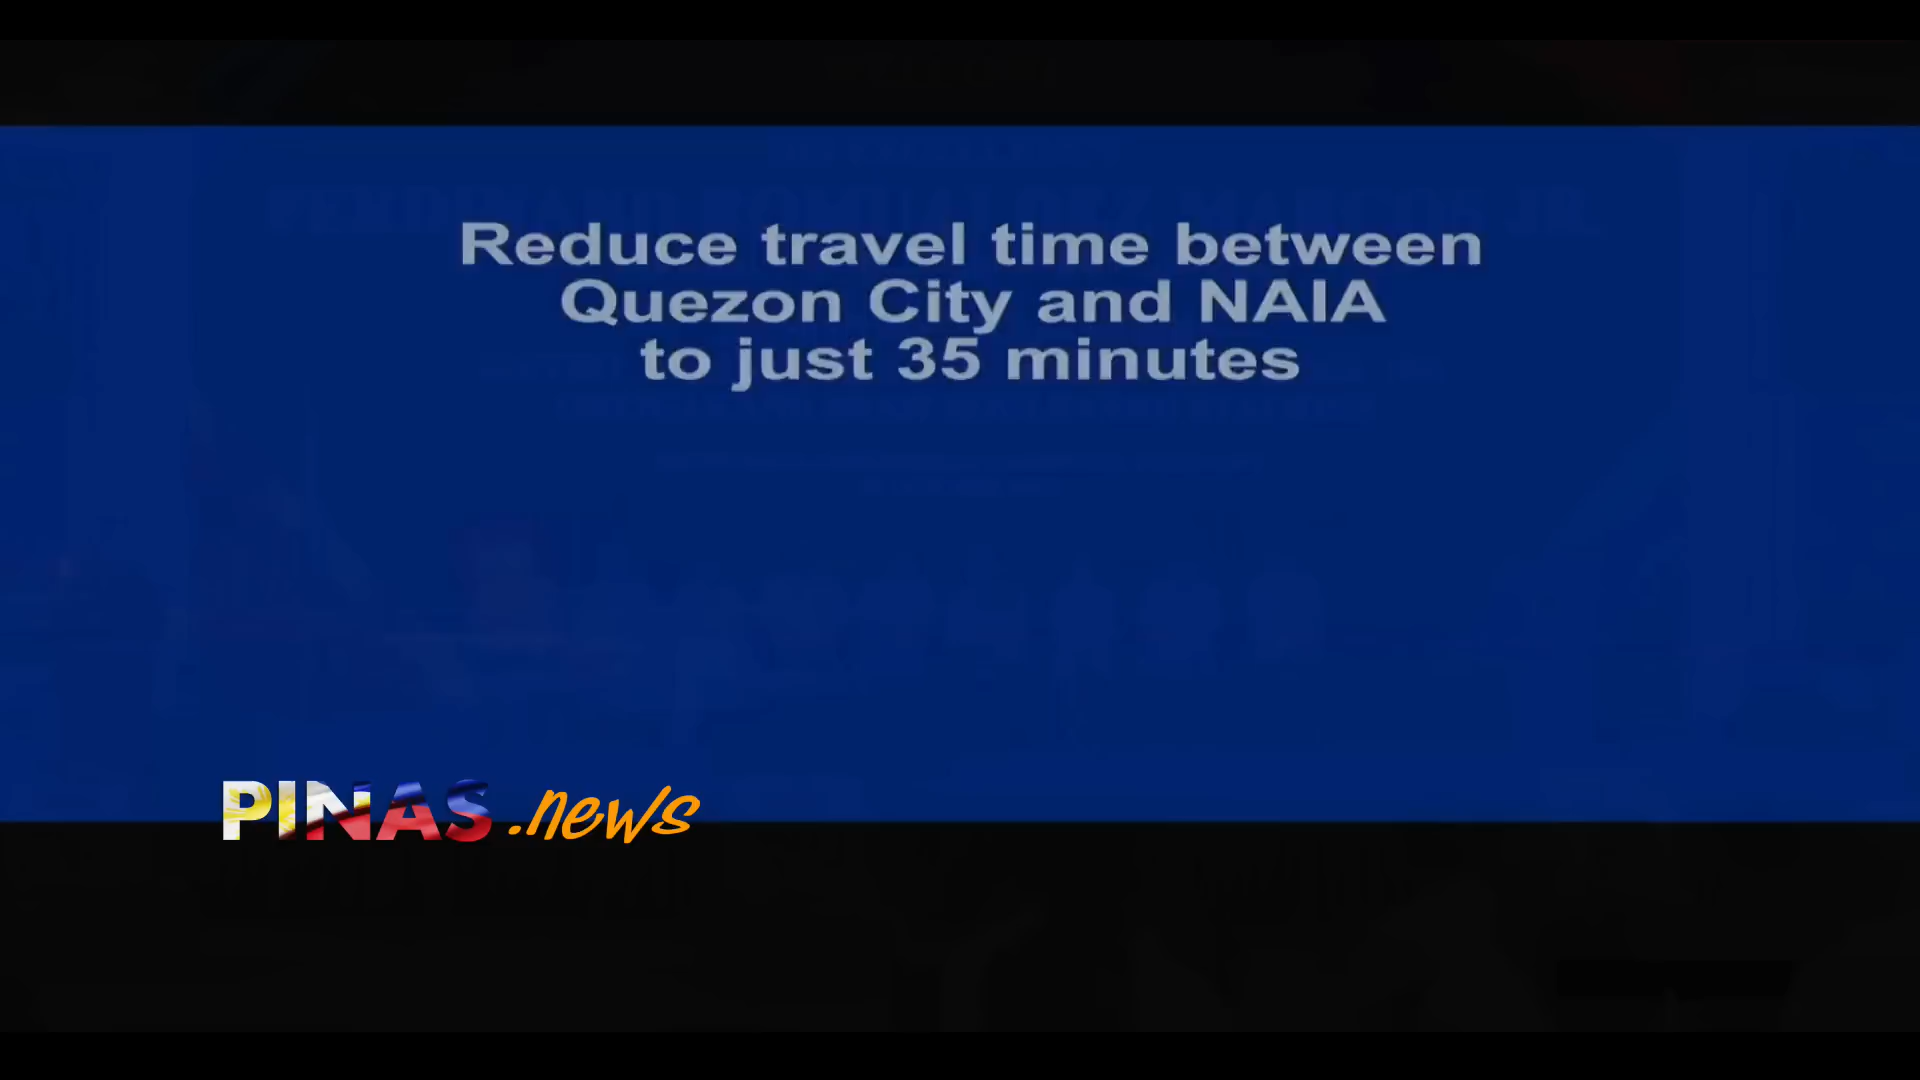 Reduce travel time between
Quezon City and NAIA
to just 35 minutes
PINAS .news